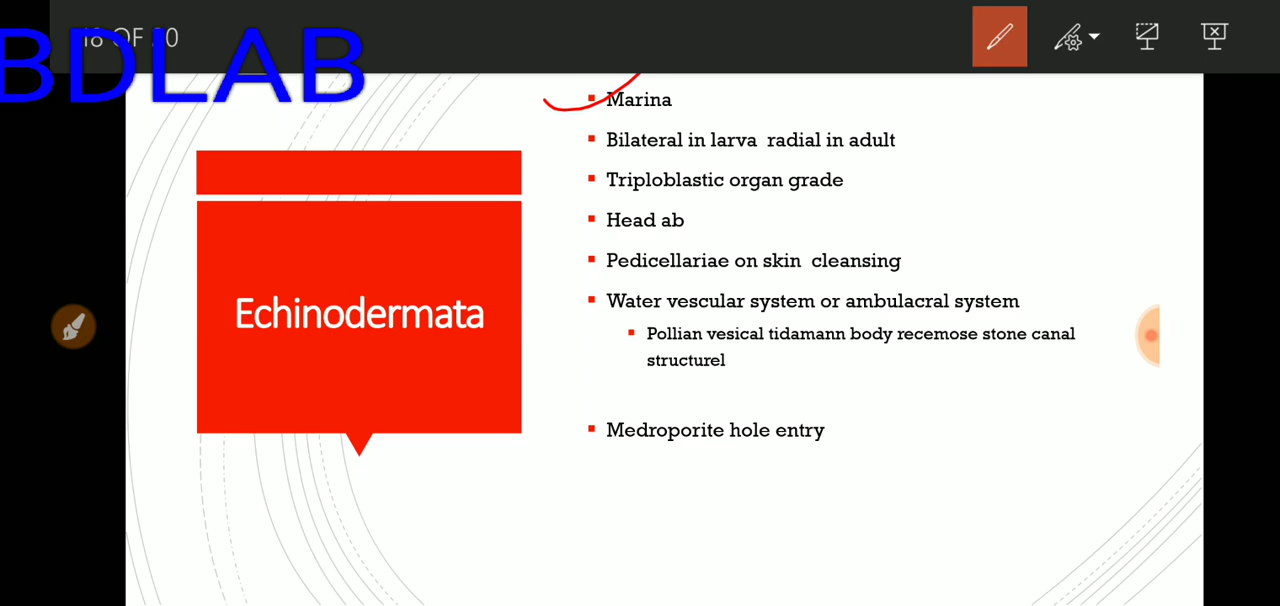 18 OF 30
BDLAB
Marina
Bilateral in larva radial in adult
Triploblastic organ grade
Head ab
Pedicellariae on skin cleansing
Echinodermata
Water vescular system or ambulacral system
Pollian vesical tidamann body recemose stone canal
structurel
Medroporite hole entry